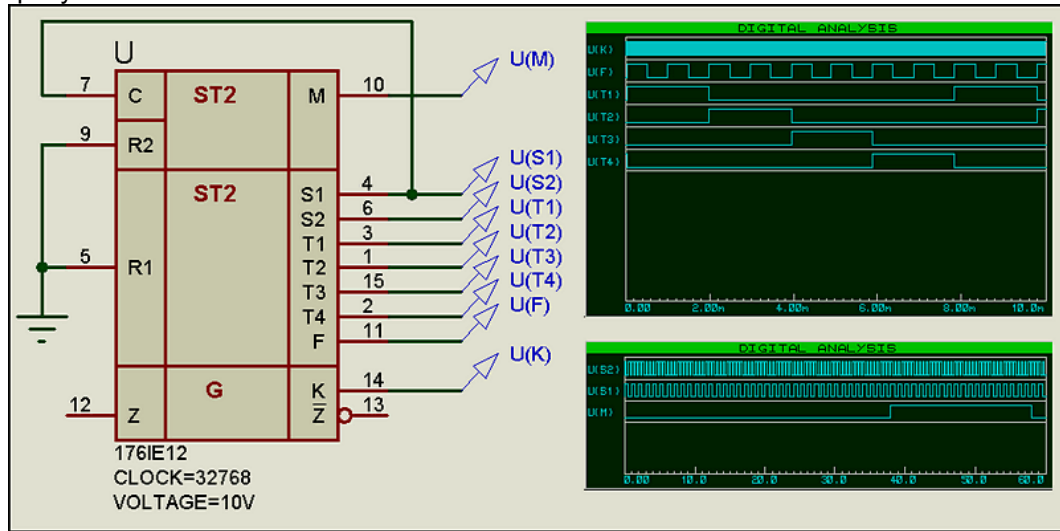 U
7 C ST2 M 10 U(M)
9 R2
ST2
S1 4 U(S1)
S2 6 U(S2)
T1 3 U(T1)
5 R1 T2 1 U(T2)
T3 15 U(T3)
T4 2 U(T4)
F 11 U(F)
G K 14 U(K)
12 Z Z 13
176IE12
CLOCK=32768
VOLTAGE=10V
DIGITAL ANALYSIS
U(K)
U(F)
U(T1)
U(T2)
U(T3)
U(T4)
0.00 2.00m 4.00m 6.00m 8.00m 10.0m
DIGITAL ANALYSIS
U(S2)
U(S1)
U(M)
0.00 10.0 20.0 30.0 40.0 50.0 60.0